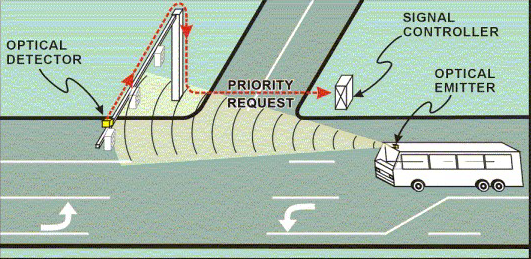 OPTICAL
DETECTOR
PRIORITY
REQUEST
SIGNAL
CONTROLLER
OPTICAL
EMITTER